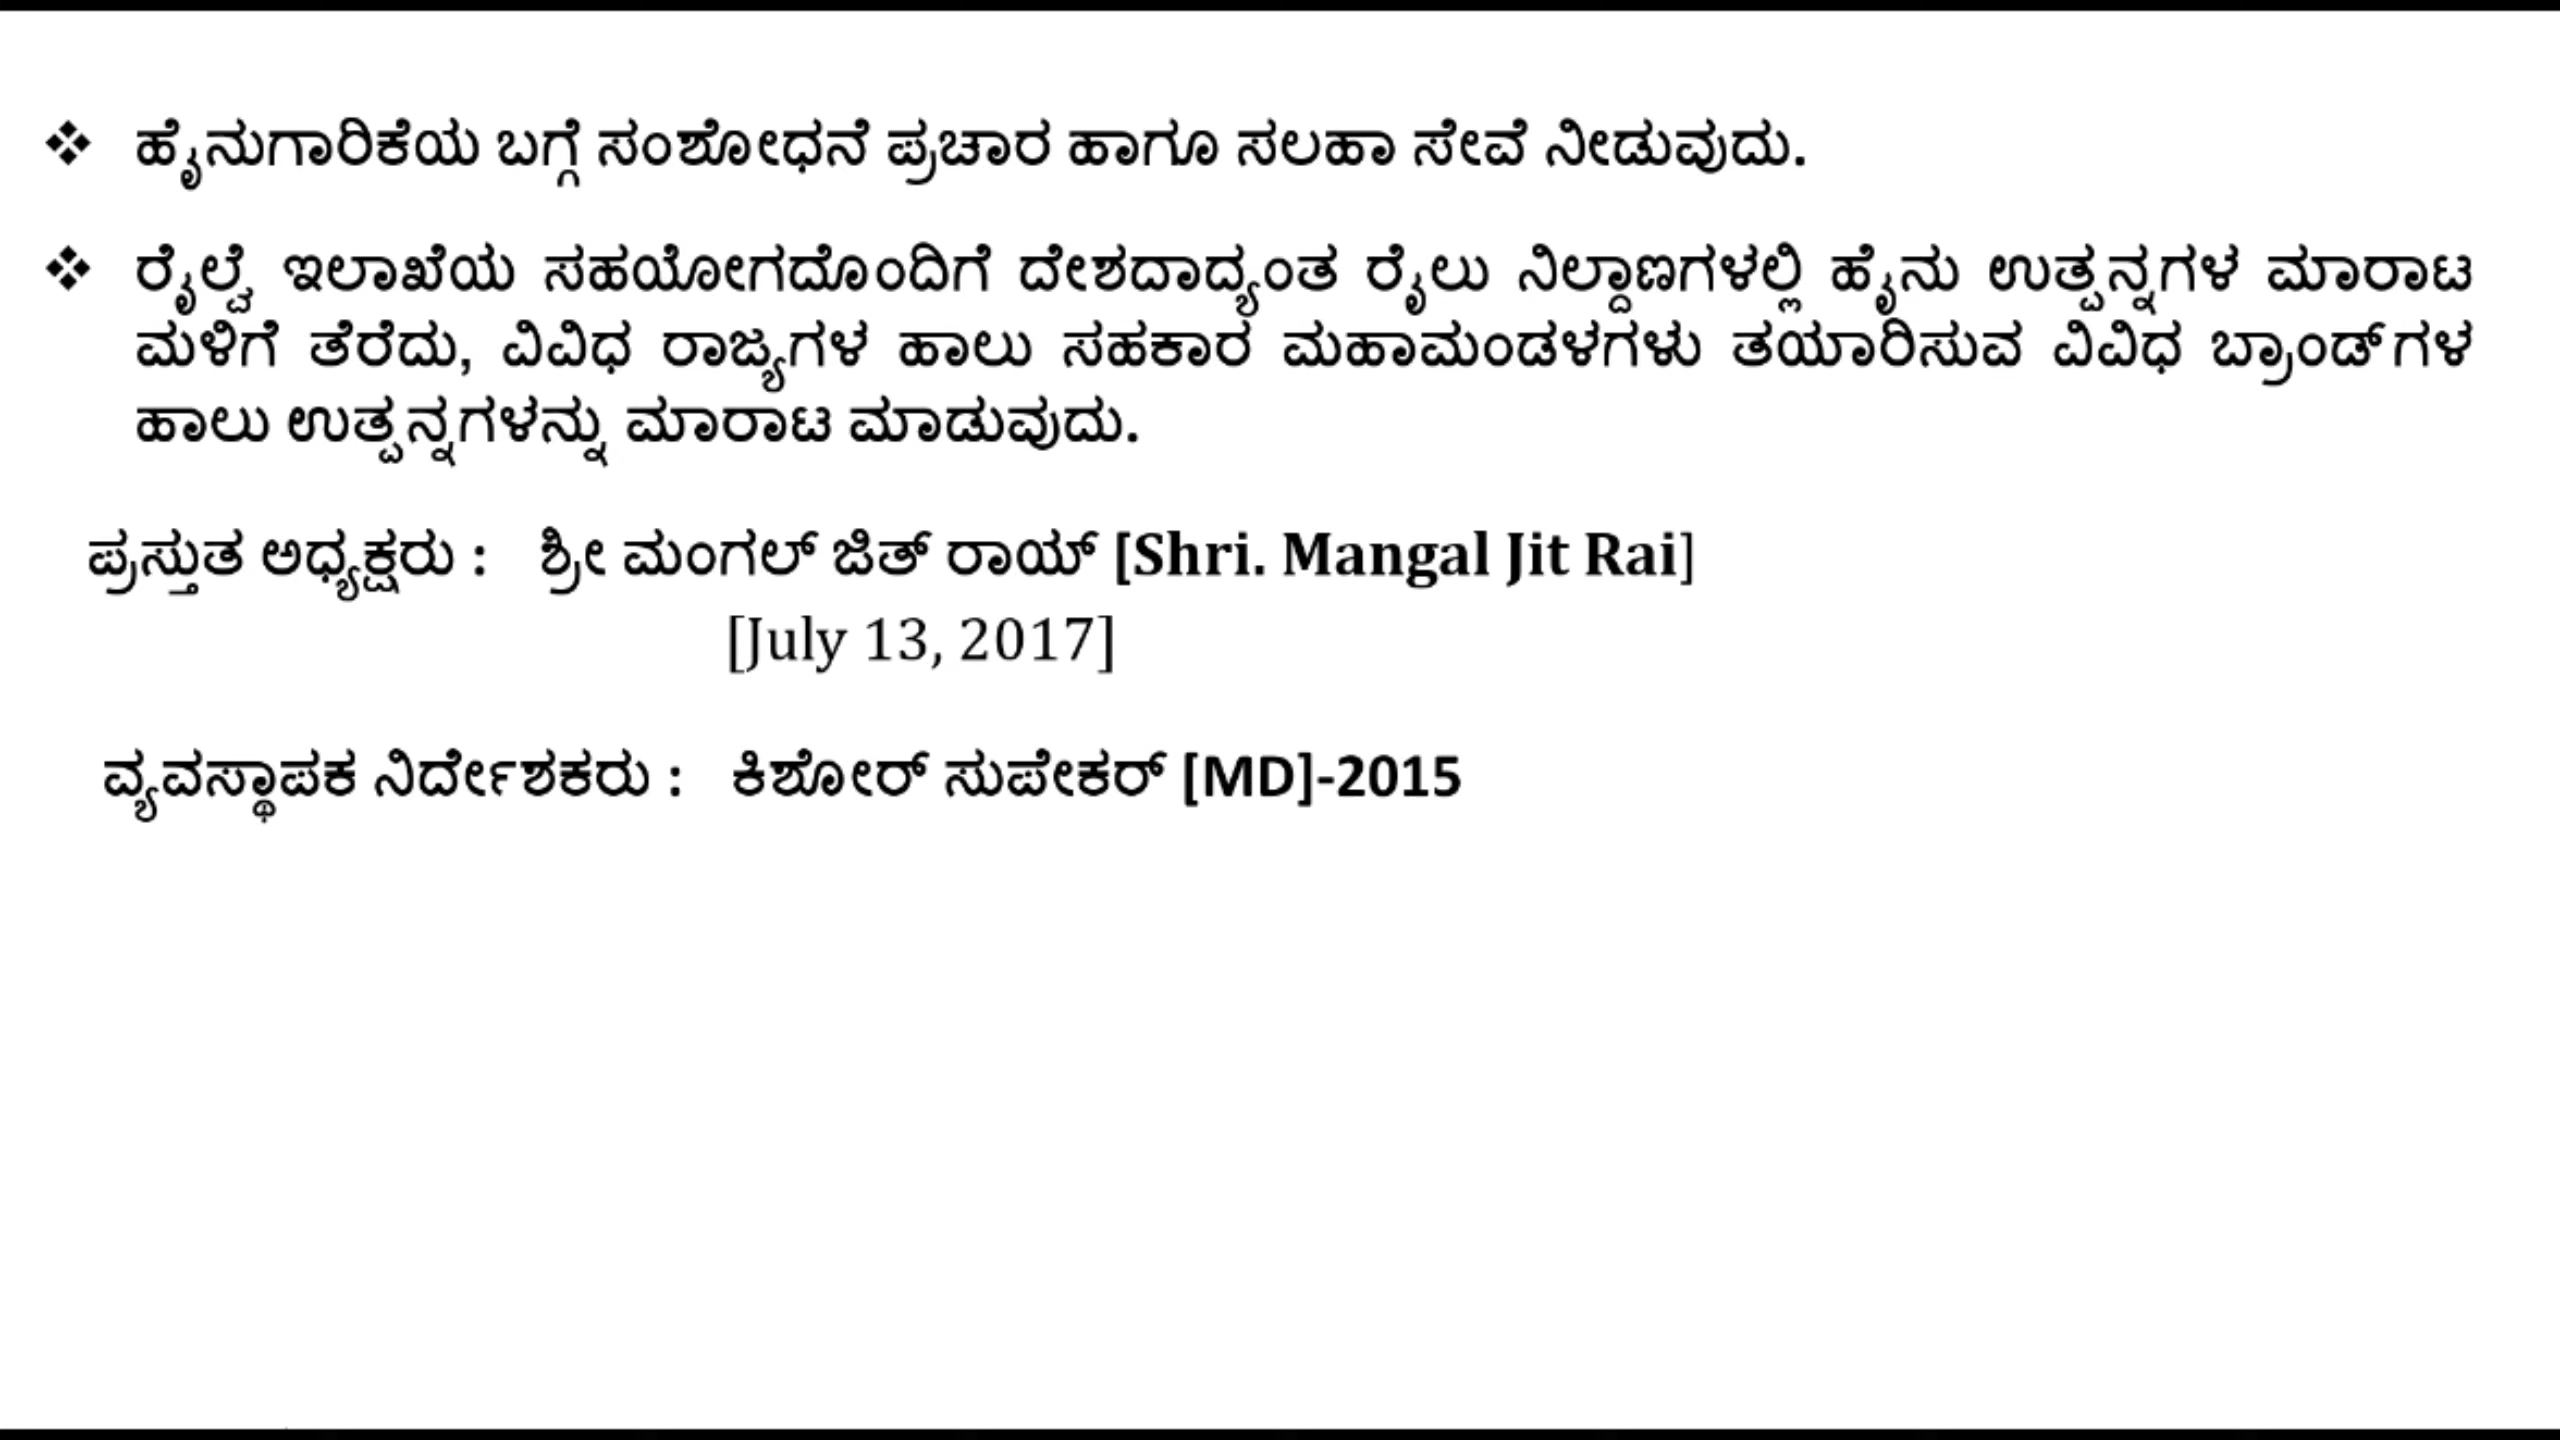 ❖ ಹೈನುಗಾರಿಕೆಯ ಬಗ್ಗೆ ಸಂಶೋಧನೆ ಪ್ರಚಾರ ಹಾಗೂ ಸಲಹಾ ಸೇವೆ ನೀಡುವುದು.
❖ ರೈಲ್ವೆ ಇಲಾಖೆಯ ಸಹಯೋಗದೊಂದಿಗೆ ದೇಶದಾದ್ಯಂತ ರೈಲು ನಿಲ್ದಾಣಗಳಲ್ಲಿ ಹೈನು ಉತ್ಪನ್ನಗಳ ಮಾರಾಟ
ಮಳಿಗೆ ತೆರೆದು, ವಿವಿಧ ರಾಜ್ಯಗಳ ಹಾಲು ಸಹಕಾರ ಮಹಾಮಂಡಳಗಳು ತಯಾರಿಸುವ ವಿವಿಧ ಬ್ರಾಂಡ್‌ಗಳ
ಹಾಲು ಉತ್ಪನ್ನಗಳನ್ನು ಮಾರಾಟ ಮಾಡುವುದು.
ಪ್ರಸ್ತುತ ಅಧ್ಯಕ್ಷರು : ಶ್ರೀ ಮಂಗಲ್ ಜಿತ್ ರಾಯ್ [Shri. Mangal Jit Rai]
[July 13, 2017]
ವ್ಯವಸ್ಥಾಪಕ ನಿರ್ದೇಶಕರು : ಕಿಶೋರ್ ಸುಪೇಕರ್ [MD]-2015